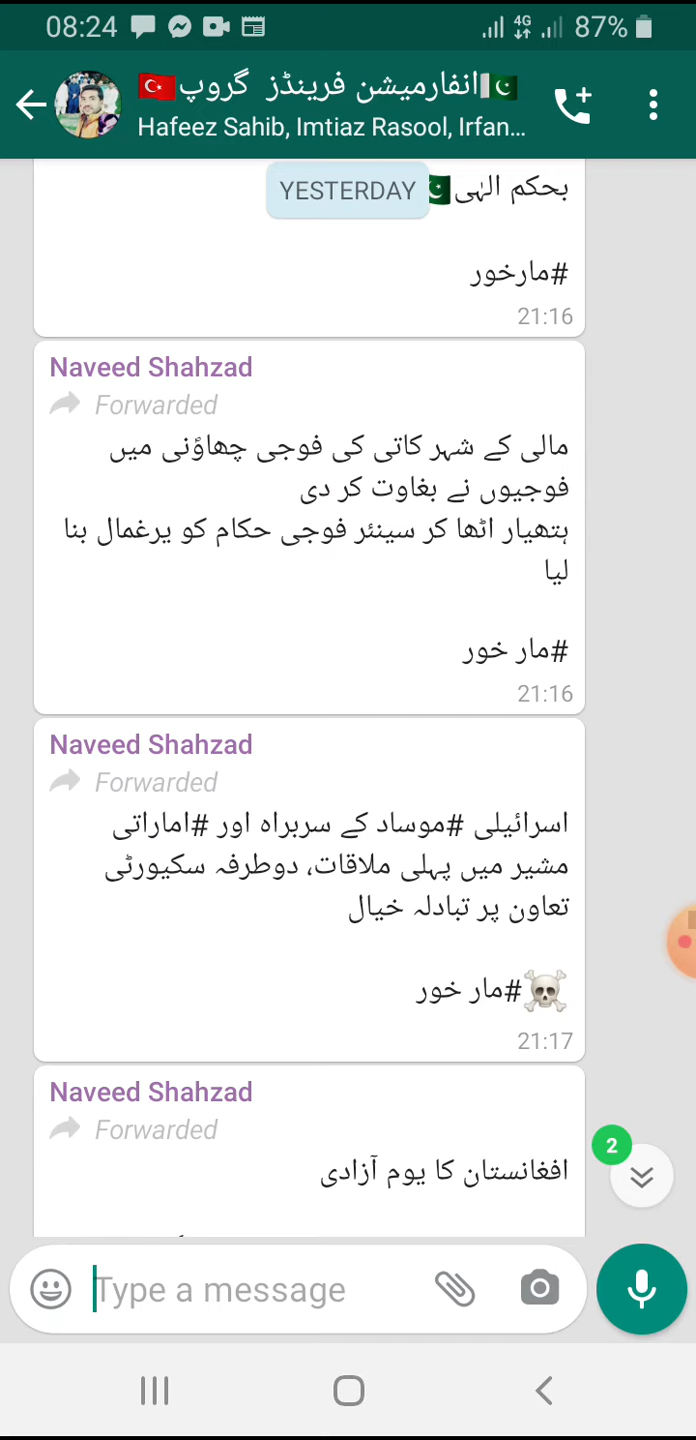 08:24
4G
87%
انفارمیشن فرینڈز گروپ
Hafeez Sahib, Imtiaz Rasool, Irfan...
YESTERDAY
بحکم الہٰی
#مارخور
21:16
Naveed Shahzad
Forwarded
مالی کے شہر کاتی کی فوجی چھاؤنی میں
فوجیوں نے بغاوت کر دی
ہتھیار اٹھا کر سینئر فوجی حکام کو یرغمال بنا
لیا
#مار خور
21:16
Naveed Shahzad
Forwarded
اسرائیلی #موساد کے سربراہ اور #اماراتی
مشیر میں پہلی ملاقات، دوطرفہ سکیورٹی
تعاون پر تبادلہ خیال
☠#مار خور
21:17
Naveed Shahzad
Forwarded
افغانستان کا یوم آزادی
2
Type a message